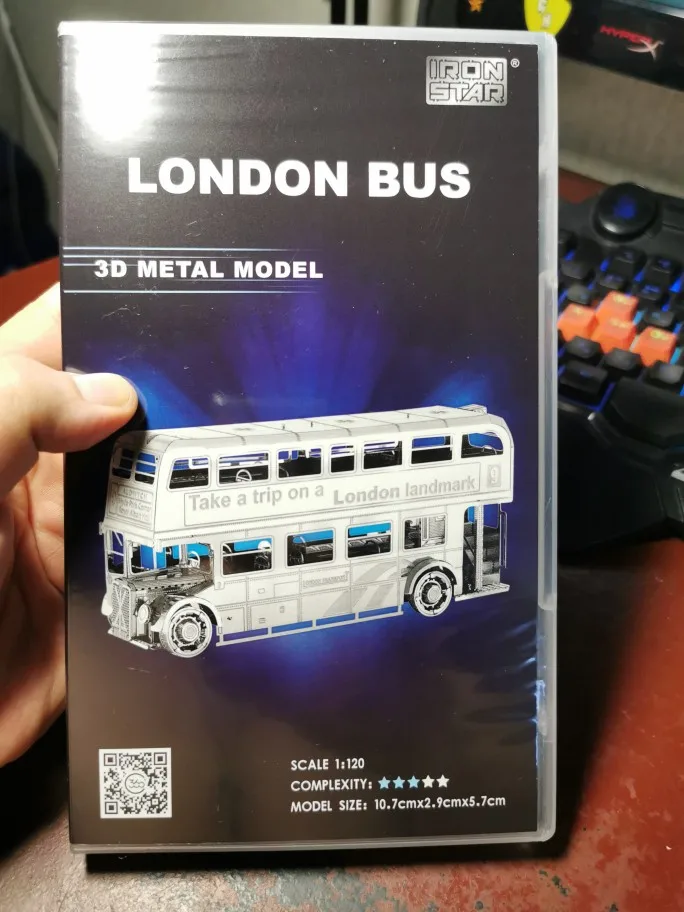 HYPERX
IRON
STAR®
LONDON BUS
3D METAL MODEL
Take a trip on a London landmark
SCALE 1:120
COMPLEXITY:
MODEL SIZE: 10.7cmx2.9cmx5.7cm